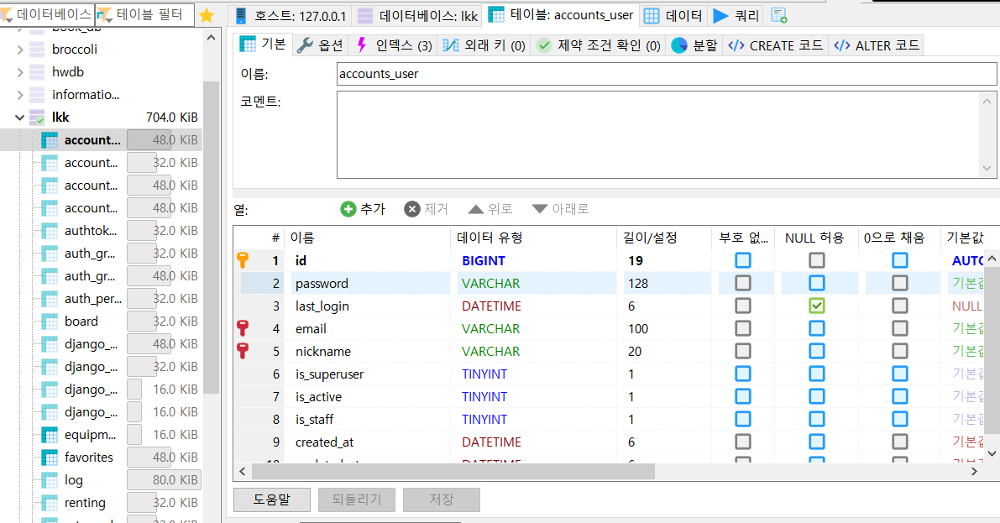 데이터베이스 테이블 필터
broccoli
hwdb
informatio...
lkk 704.0 KiB
account... 48.0 KiB
account... 32.0 KiB
account... 48.0 KiB
account... 48.0 KiB
authtok... 32.0 KiB
auth_gr... 32.0 KiB
auth_gr... 48.0 KiB
auth_per... 32.0 KiB
board 32.0 KiB
django_... 48.0 KiB
django_... 32.0 KiB
django_... 16.0 KiB
django_... 16.0 KiB
equipm... 16.0 KiB
favorites 48.0 KiB
log 80.0 KiB
renting 32.0 KiB
호스트: 127.0.0.1 데이터베이스: lkk 테이블: accounts_user 데이터 쿼리
기본 옵션 인덱스 (3) 외래 키 (0) 제약 조건 확인 (0) 분할 CREATE 코드 ALTER 코드
이름: accounts_user
코멘트:
열: 추가 제거 위로 아래로
# 이름 데이터 유형 길이/설정 부호 없... NULL 허용 0으로 채움 기본값
1 id BIGINT 19 AUTO
2 password VARCHAR 128 기본값
3 last_login DATETIME 6 NULL
4 email VARCHAR 100 기본값
5 nickname VARCHAR 20 기본값
6 is_superuser TINYINT 1 기본값
7 is_active TINYINT 1 기본값
8 is_staff TINYINT 1 기본값
9 created_at DATETIME 6 기본값
도움말 되돌리기 저장